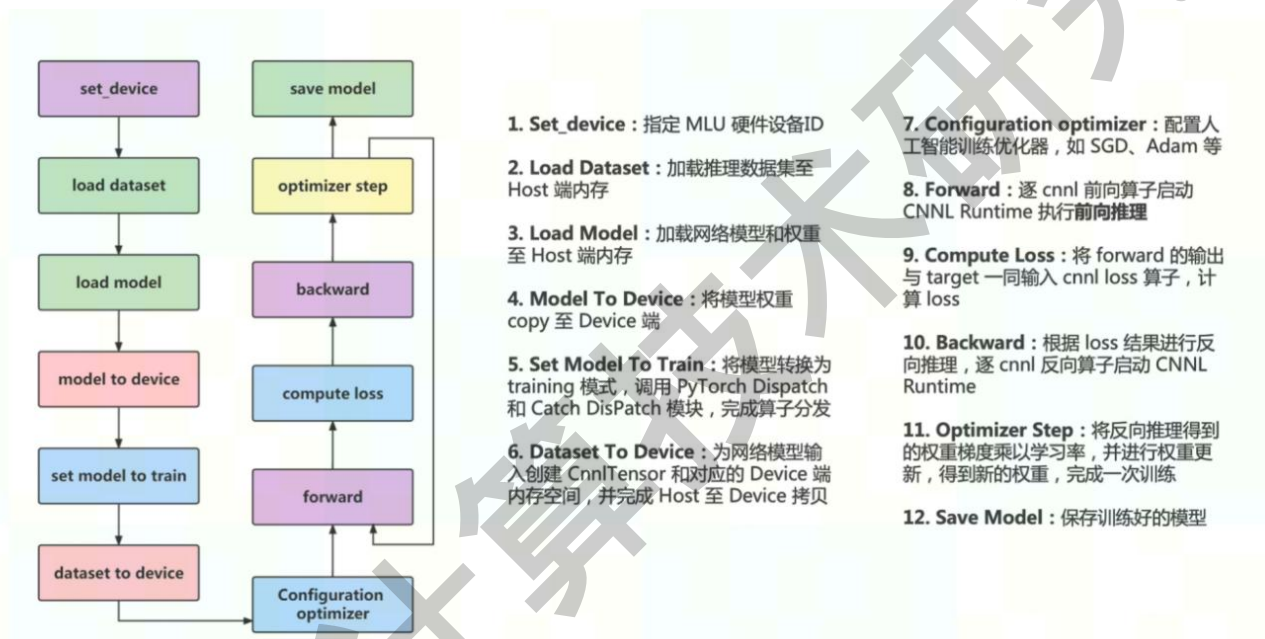 set_device
load dataset
load model
model to device
set model to train
dataset to device
save model
optimizer step
backward
compute loss
forward
Configuration
optimizer
1. Set_device：指定 MLU 硬件设备ID
2. Load Dataset：加载推理数据集至
Host 端内存
3. Load Model：加载网络模型和权重
至 Host 端内存
4. Model To Device：将模型权重
copy 至 Device 端
5. Set Model To Train：将模型转换为
training 模式，调用 PyTorch Dispatch
和 Catch DisPatch 模块，完成算子分发
6. Dataset To Device：为网络模型输
入创建 CnnlTensor 和对应的 Device 端
内存空间，并完成 Host 至 Device 拷贝
7. Configuration optimizer：配置人
工智能训练优化器，如 SGD、Adam 等
8. Forward：逐 cnnl 前向算子启动
CNNL Runtime 执行前向推理
9. Compute Loss：将 forward 的输出
与 target 一同输入 cnnl loss 算子，计
算 loss
10. Backward：根据 loss 结果进行反
向推理，逐 cnnl 反向算子启动 CNNL
Runtime
11. Optimizer Step：将反向推理得到
的权重梯度乘以学习率，并进行权重更
新，得到新的权重，完成一次训练
12. Save Model：保存训练好的模型
计算技术研究